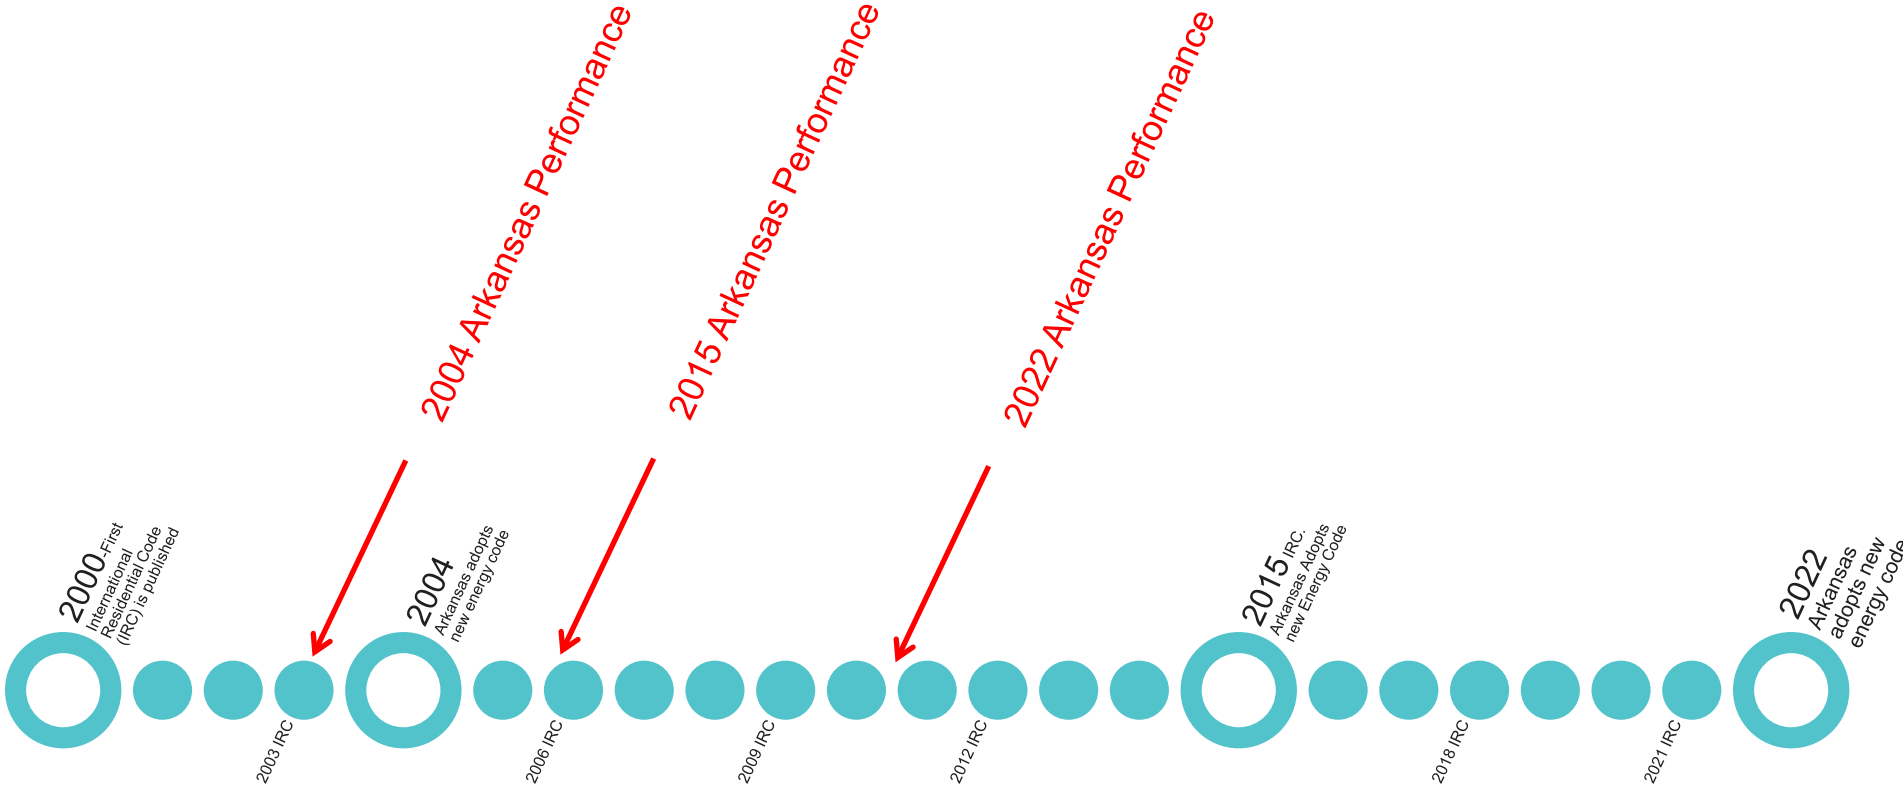 2004 Arkansas Performance
2015 Arkansas Performance
2022 Arkansas Performance
2000-First
International
Residential Code
(IRC) is published
2004
Arkansas adopts
new energy code
2015 IRC.
Arkansas Adopts
new Energy Code
2022
Arkansas
adopts new
energy code
2003 IRC
2006 IRC
2009 IRC
2012 IRC
2018 IRC
2021 IRC